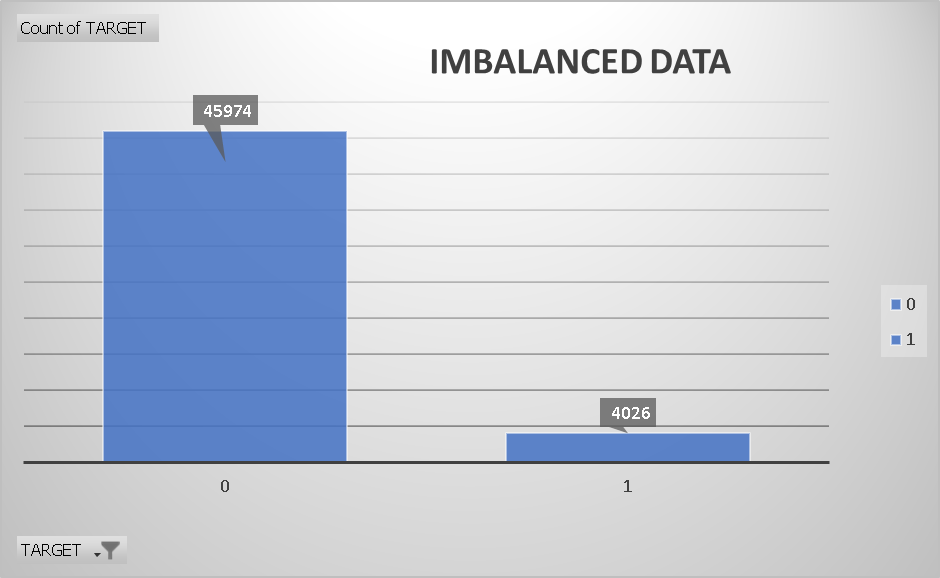 Count of TARGET
IMBALANCED DATA
45974
4026
0
1
0
1
TARGET